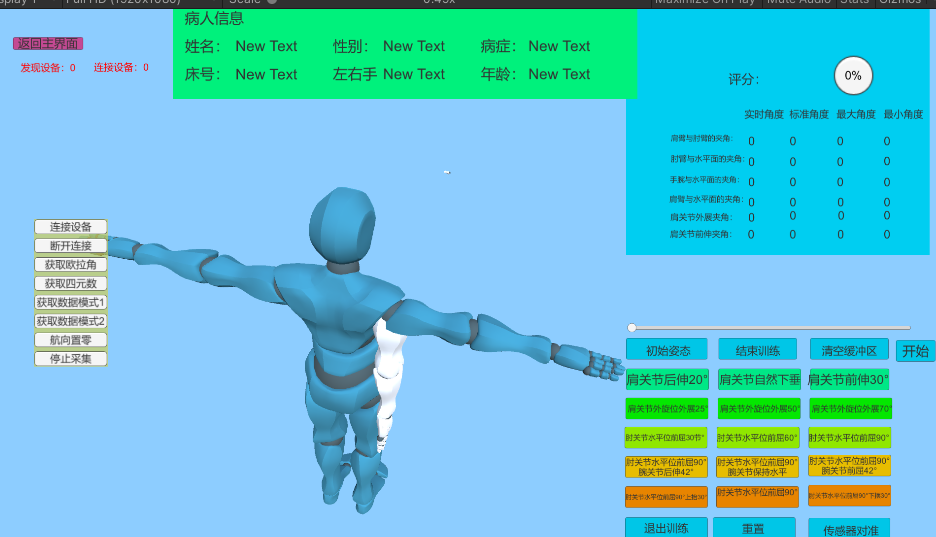 Full HD (1920x1080) Scale 0.49x Maximize On Play Mute Audio Stats Gizmos
病人信息
返回主界面
发现设备：0 连接设备：0
姓名： New Text 性别： New Text 病症： New Text
床号： New Text 左右手 New Text 年龄： New Text
评分： 0%
实时角度 标准角度 最大角度 最小角度
肩臂与肘臂的夹角： 0 0 0 0
肘臂与水平面的夹角： 0 0 0 0
手腕与水平面的夹角： 0 0 0 0
肩臂与水平面的夹角： 0 0 0 0
肩关节外展夹角： 0 0 0 0
肩关节前伸夹角： 0 0 0 0
连接设备
断开连接
获取欧拉角
获取四元数
获取数据模式1
获取数据模式2
航向置零
停止采集
初始姿态 结束训练 清空缓冲区 开始
肩关节后伸20° 肩关节自然下垂 肩关节前伸30°
肩关节外旋位外展25° 肩关节外旋位外展50° 肩关节外旋位外展70°
肘关节水平位前屈30节° 肘关节水平位前屈60° 肘关节水平位前屈90°
肘关节水平位前屈90° 肘关节水平位前屈90° 肘关节水平位前屈90°
腕关节后伸42° 腕关节保持水平 腕关节前屈42°
肘关节水平位前屈90°上抬30° 肘关节水平位前屈90° 肘关节水平位前屈90°下摆30°
退出训练 重置 传感器对准